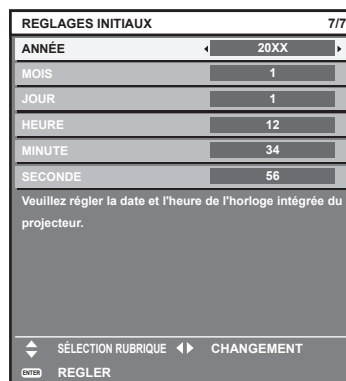 REGLAGES INITIAUX 7/7
ANNÉE 20XX
MOIS 1
JOUR 1
HEURE 12
MINUTE 34
SECONDE 56
Veuillez régler la date et l'heure de l'horloge intégrée du
projecteur.
SÉLECTION RUBRIQUE CHANGEMENT
ENTER REGLER